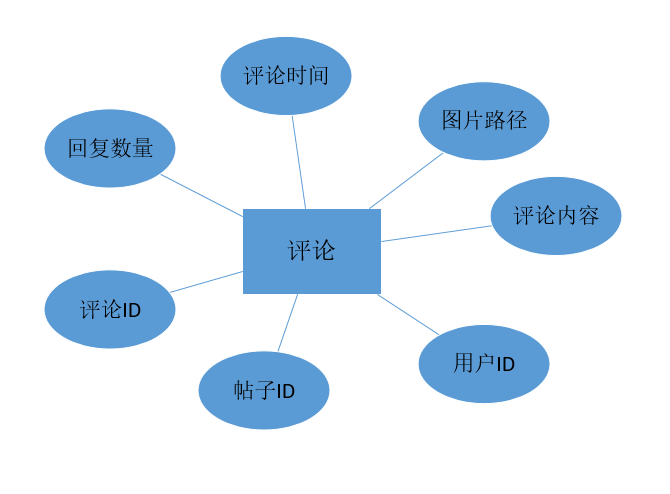 评论时间
图片路径
回复数量
评论内容
评论
评论ID
用户ID
帖子ID